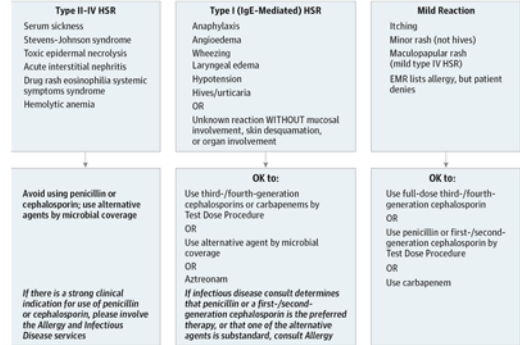 Type II–IV HSR
Serum sickness
Stevens-Johnson syndrome
Toxic epidermal necrolysis
Acute interstitial nephritis
Drug rash eosinophilia systemic
symptoms syndrome
Hemolytic anemia
Avoid using penicillin or
cephalosporin; use alternative
agents by microbial coverage
If there is a strong clinical
indication for use of penicillin
or cephalosporin, please involve
the Allergy and Infectious
Disease services
Type I (IgE-Mediated) HSR
Anaphylaxis
Angioedema
Wheezing
Laryngeal edema
Hypotension
Hives/urticaria
OR
Unknown reaction WITHOUT mucosal
involvement, skin desquamation,
or organ involvement
OK to:
Use third-/fourth-generation
cephalosporins or carbapenems by
Test Dose Procedure
OR
Use alternative agent by microbial
coverage
OR
Aztreonam
If infectious disease consult determines
that penicillin or a first-/second-
generation cephalosporin is the preferred
therapy, or that one of the alternative
agents is substandard, consult Allergy
Mild Reaction
Itching
Minor rash (not hives)
Maculopapular rash
(mild type IV HSR)
EMR lists allergy, but patient
denies
OK to:
Use full-dose third-/fourth-
generation cephalosporin
OR
Use penicillin or first-/second-
generation cephalosporin by
Test Dose Procedure
OR
Use carbapenem